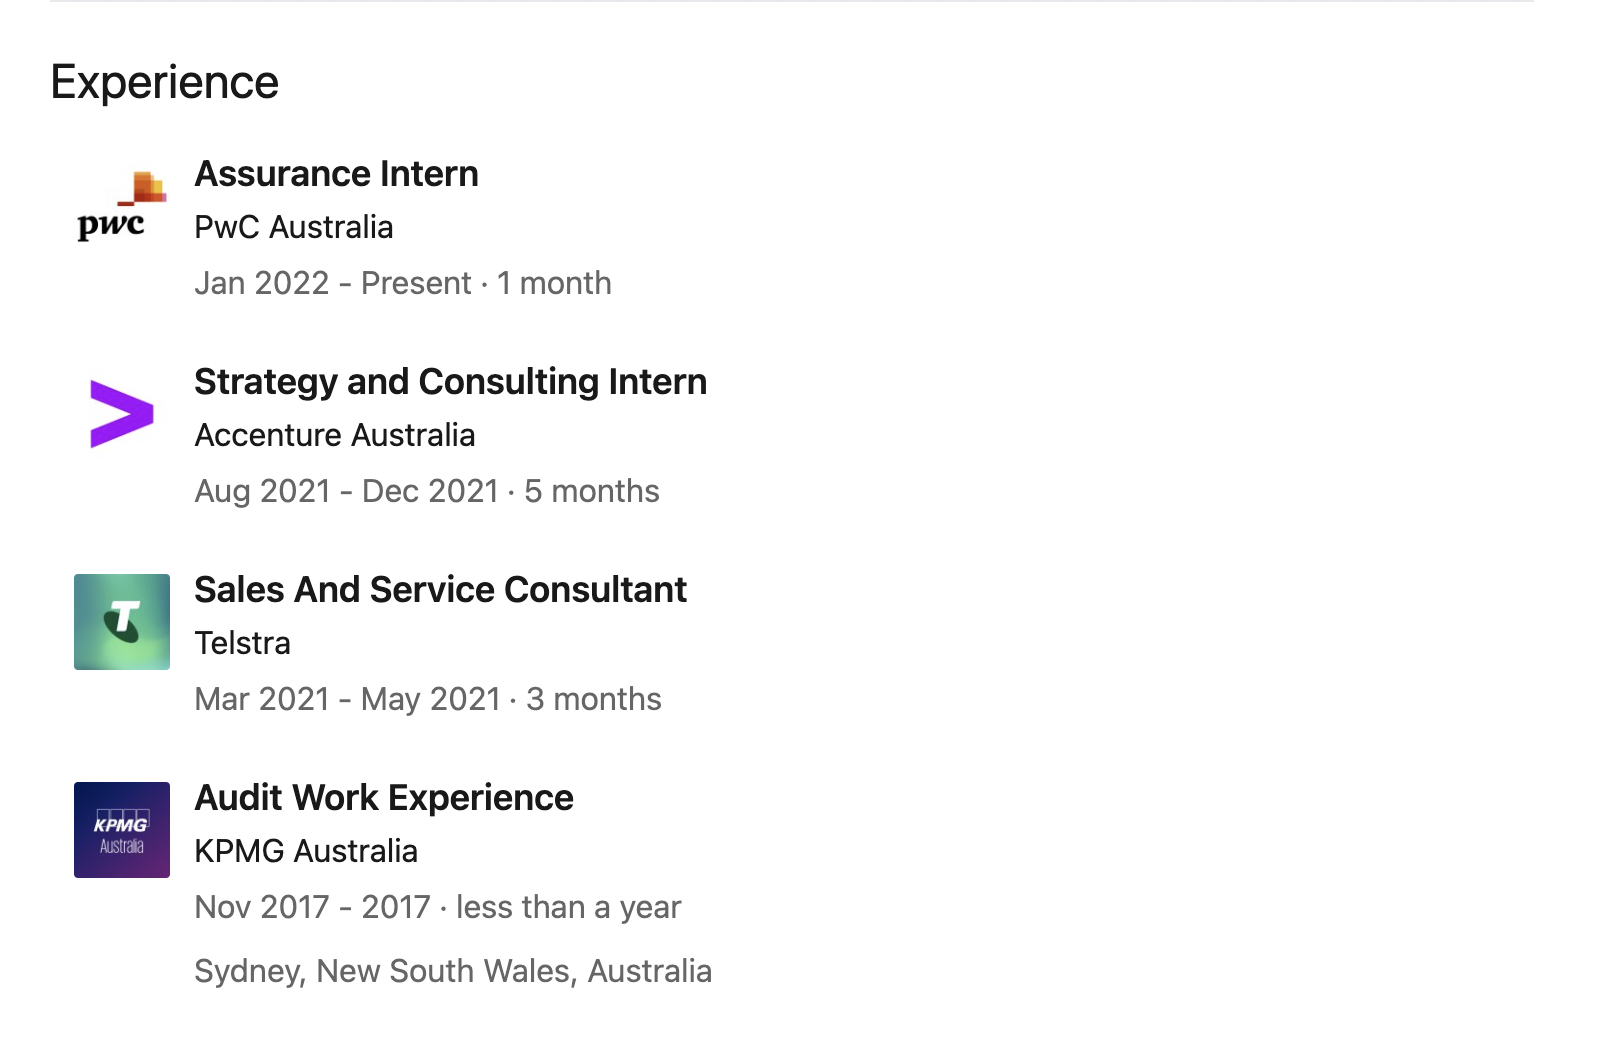 Experience
pwc
Assurance Intern
PwC Australia
Jan 2022 - Present · 1 month
Strategy and Consulting Intern
Accenture Australia
Aug 2021 - Dec 2021 · 5 months
T
Sales And Service Consultant
Telstra
Mar 2021 - May 2021 · 3 months
KPMG
Australia
Audit Work Experience
KPMG Australia
Nov 2017 - 2017 · less than a year
Sydney, New South Wales, Australia